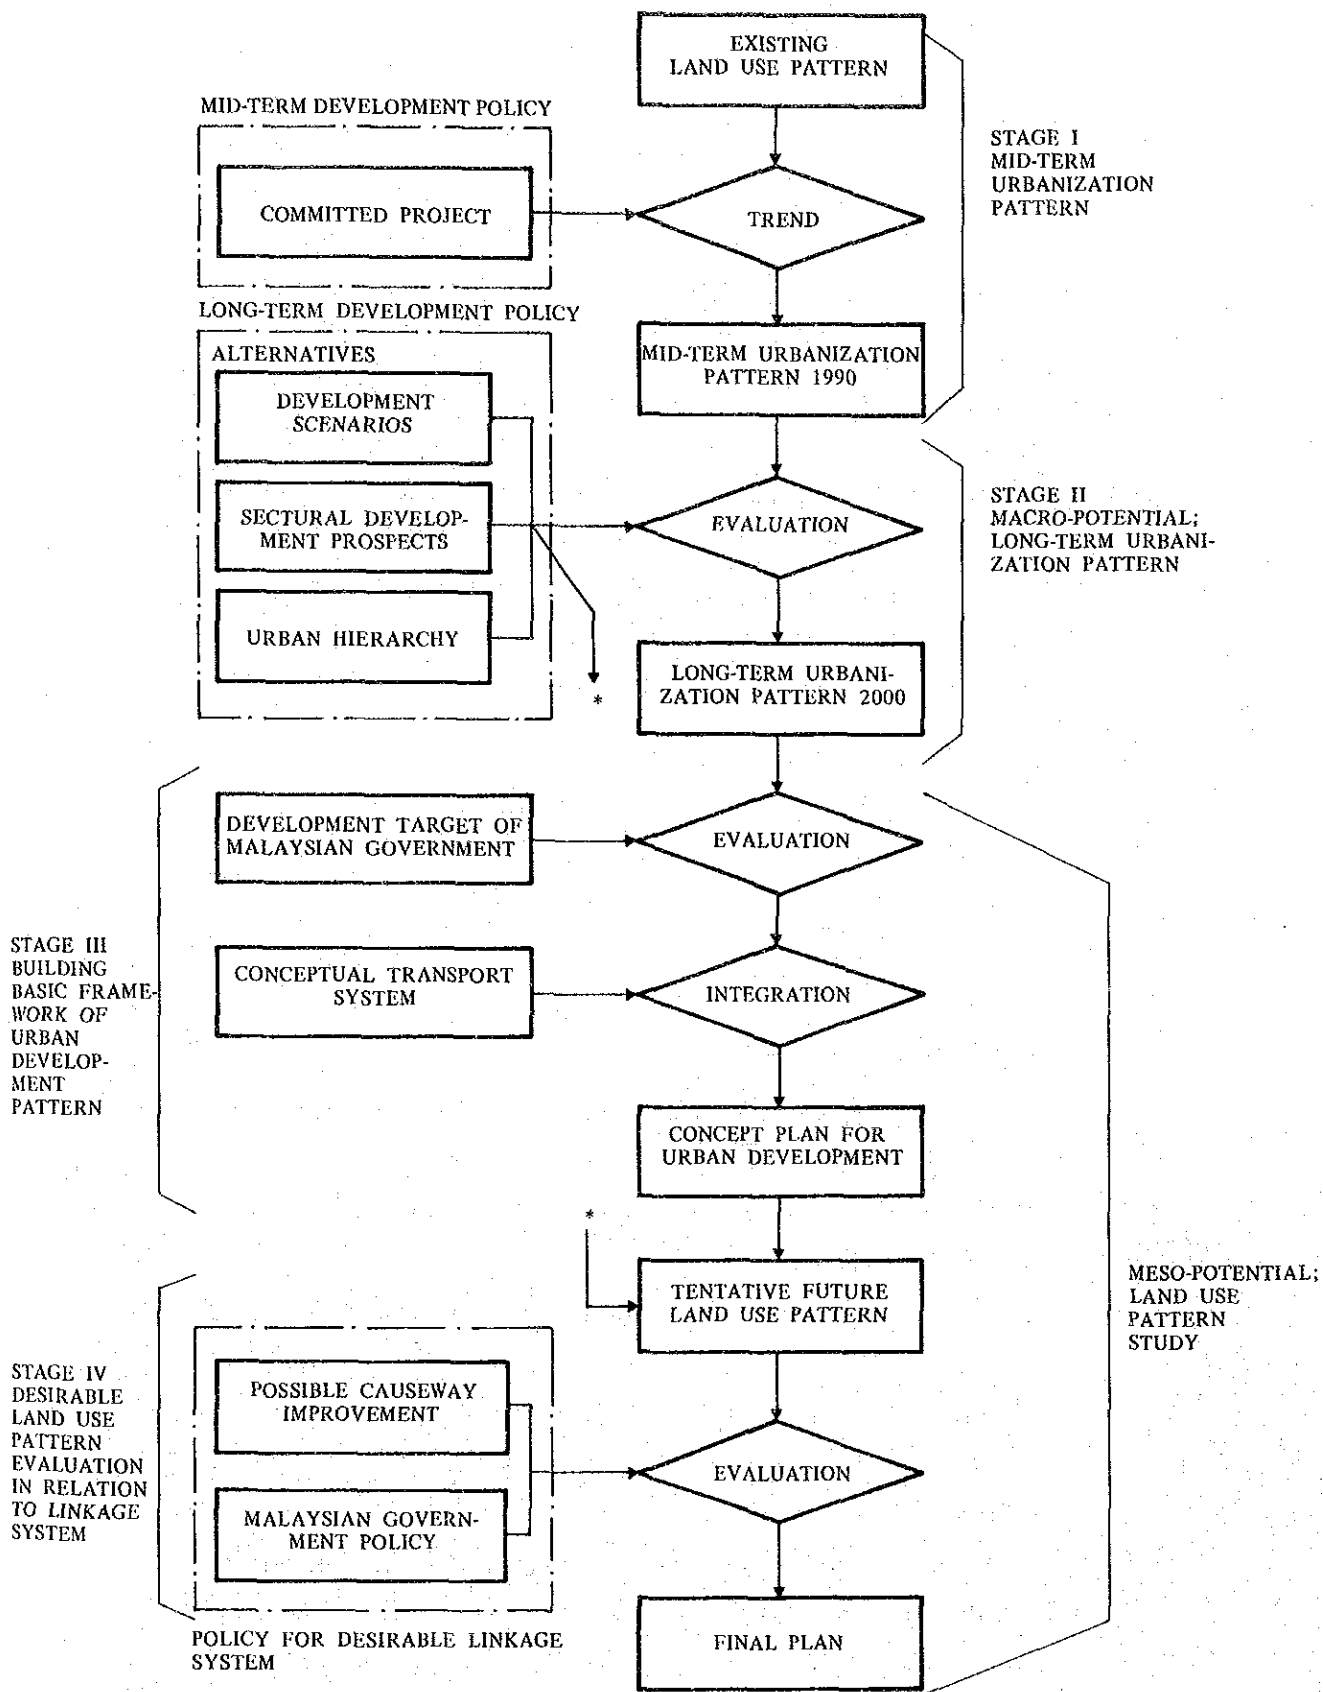 EXISTING
LAND USE PATTERN
MID-TERM DEVELOPMENT POLICY
COMMITTED PROJECT
TREND
STAGE I
MID-TERM
URBANIZATION
PATTERN
LONG-TERM DEVELOPMENT POLICY
ALTERNATIVES
DEVELOPMENT
SCENARIOS
MID-TERM URBANIZATION
PATTERN 1990
SECTURAL DEVELOP-
MENT PROSPECTS
EVALUATION
STAGE II
MACRO-POTENTIAL;
LONG-TERM URBANI-
ZATION PATTERN
URBAN HIERARCHY
*
LONG-TERM URBANI-
ZATION PATTERN 2000
DEVELOPMENT TARGET OF
MALAYSIAN GOVERNMENT
EVALUATION
STAGE III
BUILDING
BASIC FRAME-
WORK OF
URBAN
DEVELOP-
MENT
PATTERN
CONCEPTUAL TRANSPORT
SYSTEM
INTEGRATION
CONCEPT PLAN FOR
URBAN DEVELOPMENT
*
TENTATIVE FUTURE
LAND USE PATTERN
MESO-POTENTIAL;
LAND USE
PATTERN
STUDY
STAGE IV
DESIRABLE
LAND USE
PATTERN
EVALUATION
IN RELATION
TO LINKAGE
SYSTEM
POSSIBLE CAUSEWAY
IMPROVEMENT
MALAYSIAN GOVERN-
MENT POLICY
EVALUATION
POLICY FOR DESIRABLE LINKAGE
SYSTEM
FINAL PLAN